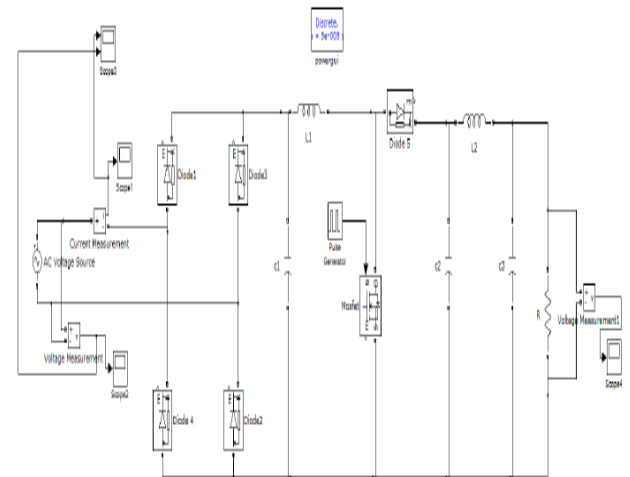 Discrete,
powergui
Scope3
L1
Diode 5
L2
Diode1
Diode3
Scope1
Current Measurement
Pulse
Generator
AC Voltage Source
c1
c2
c3
Mosfet
R
Voltage Measurement1
Voltage Measurement
Scope2
Scope4
Diode 4
Diode2